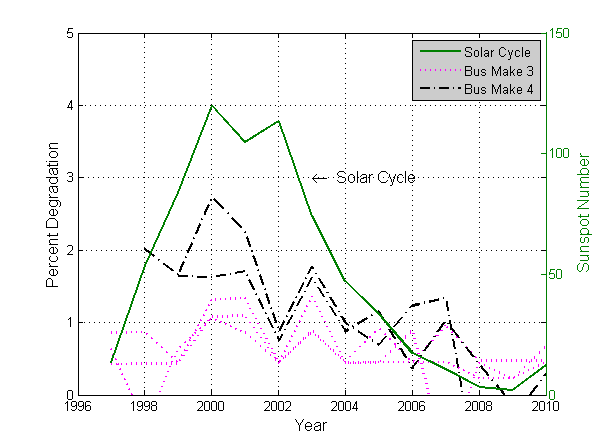 5
4
3
2
1
0
150
100
50
0
Solar Cycle
Bus Make 3
Bus Make 4
← Solar Cycle
Percent Degradation
Sunspot Number
1996 1998 2000 2002 2004 2006 2008 2010
Year